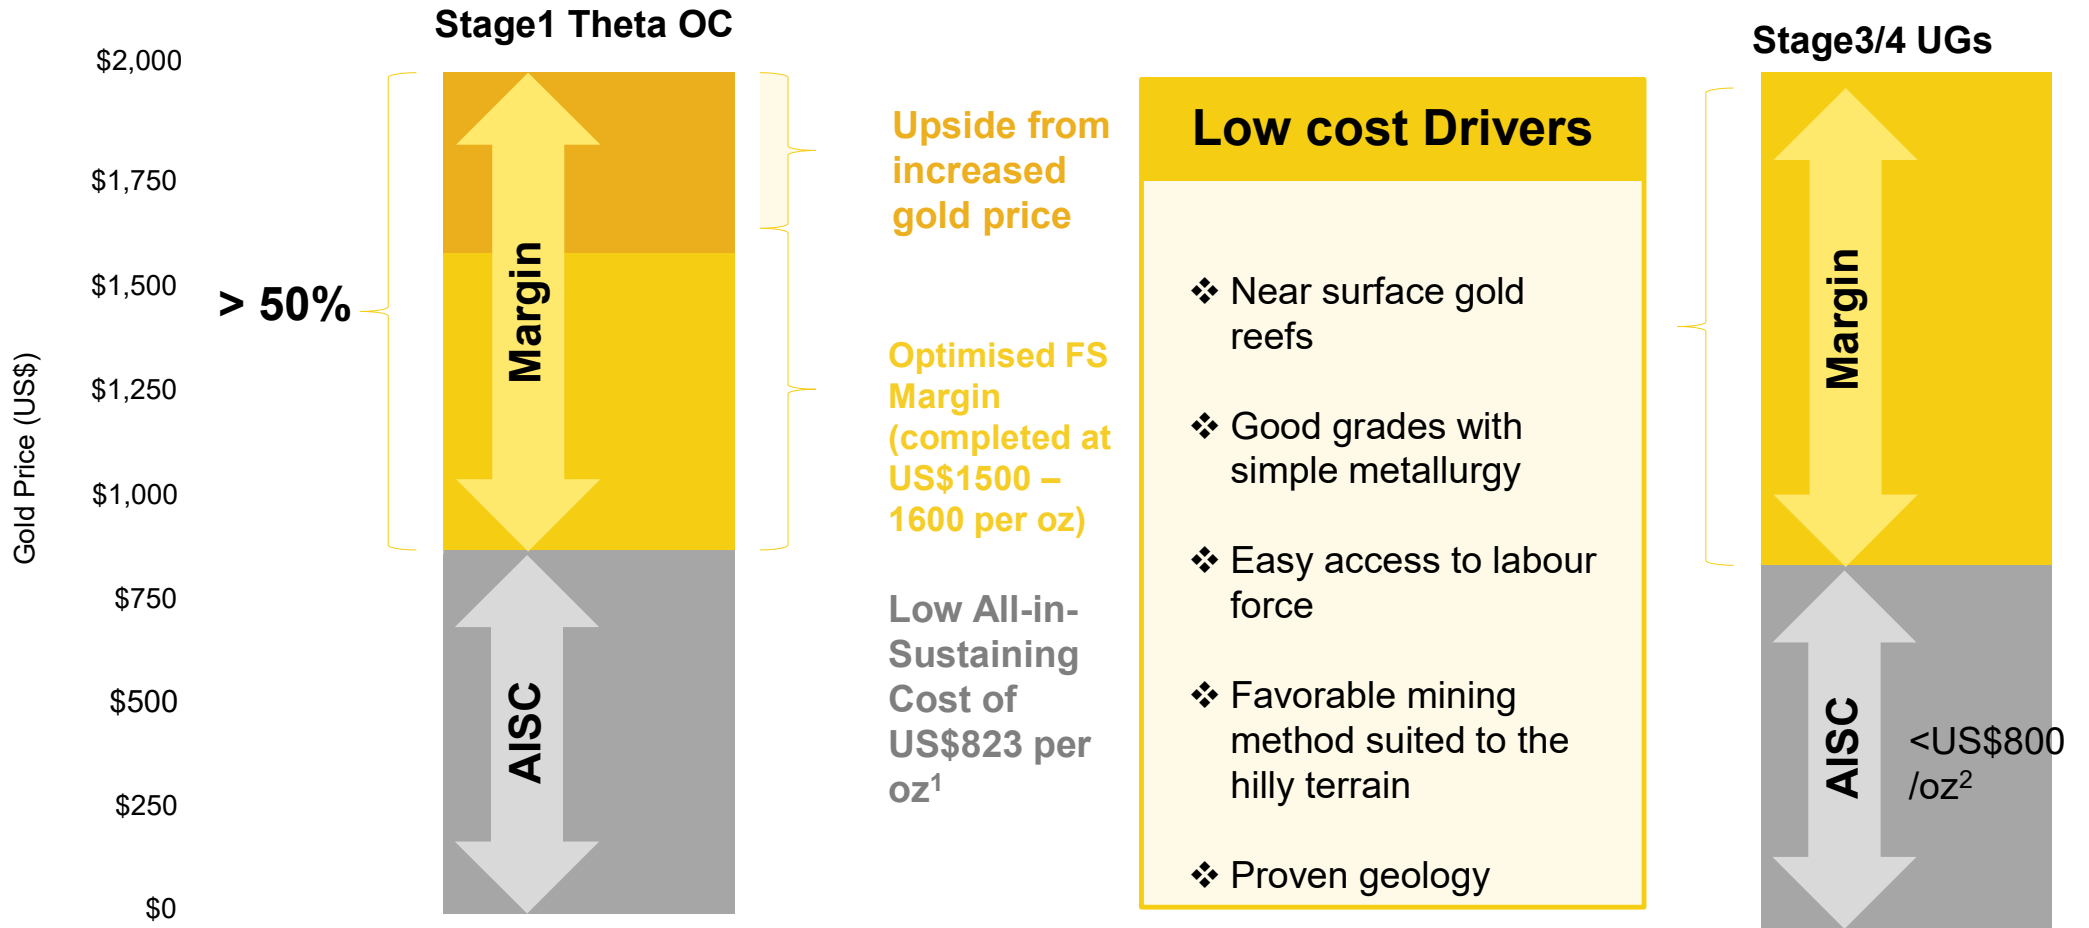 Stage1 Theta OC
Stage3/4 UGs
Gold Price (US$)
$2,000
$1,750
$1,500
$1,250
$1,000
$750
$500
$250
$0
> 50%
Margin
AISC
Upside from
increased
gold price
Optimised FS
Margin
(completed at
US$1500 –
1600 per oz)
Low All-in-
Sustaining
Cost of
US$823 per
oz¹
Low cost Drivers
❖ Near surface gold
reefs
❖ Good grades with
simple metallurgy
❖ Easy access to labour
force
❖ Favorable mining
method suited to the
hilly terrain
❖ Proven geology
Margin
AISC
<US$800
/oz²